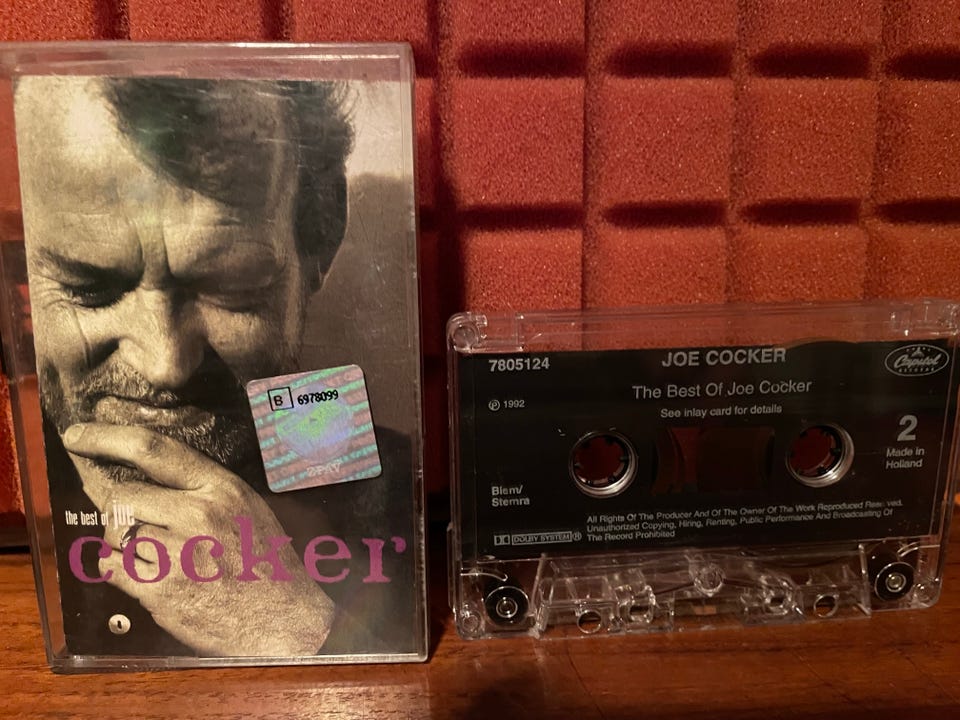 B 6978099
ZPAV
the best of joe
cocker
7805124
JOE COCKER
Capitol
RECORDS
The Best Of Joe Cocker
℗ 1992
See inlay card for details
2
Made in
Holland
Biem/
Stemra
All Rights Of The Producer And Of The Owner Of The Work Reproduced Reserved.
Unauthorized Copying, Hiring, Renting, Public Performance And Broadcasting Of
The Record Prohibited
DOLBY SYSTEM ®